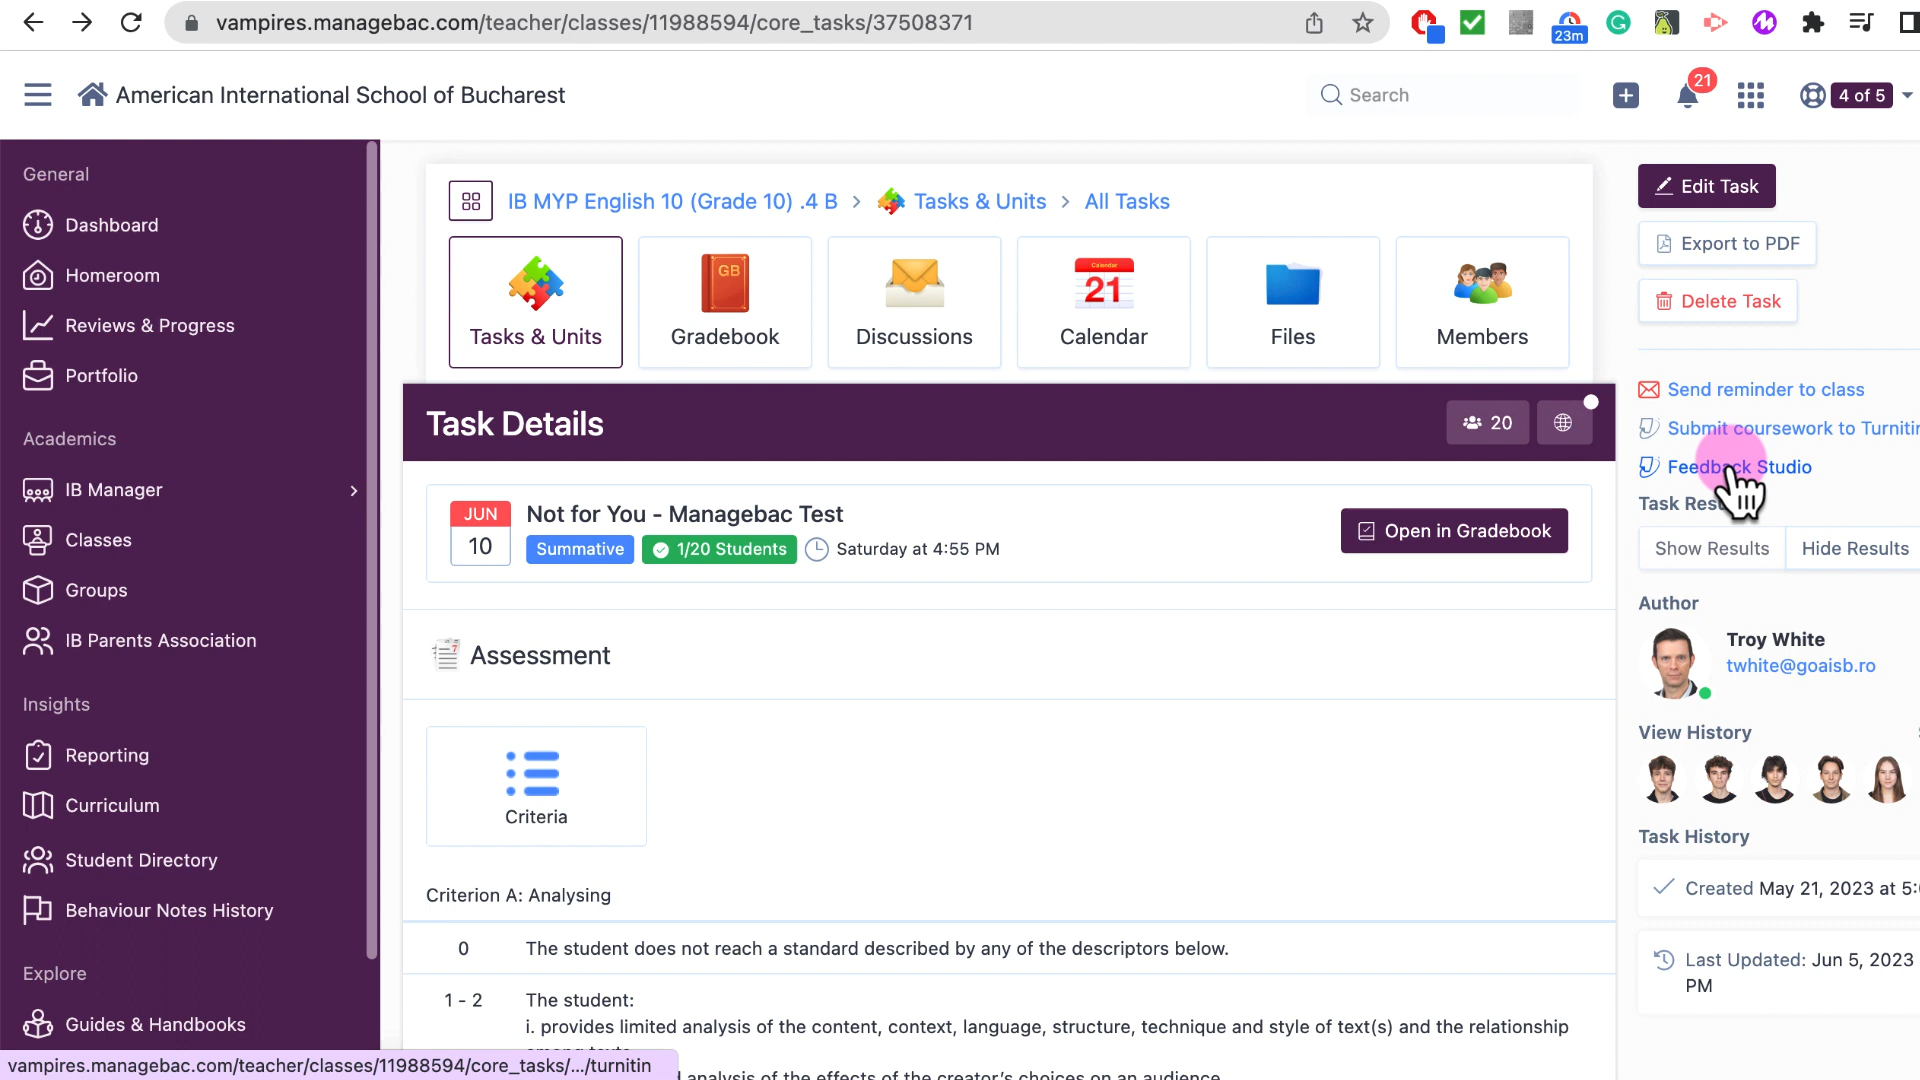 vampires.managebac.com/teacher/classes/11988594/core_tasks/37508371
23m
American International School of Bucharest
Search
21
4 of 5
General
Dashboard
Homeroom
Reviews & Progress
Portfolio
Academics
IB Manager
Classes
Groups
IB Parents Association
Insights
Reporting
Curriculum
Student Directory
Behaviour Notes History
Explore
Guides & Handbooks
IB MYP English 10 (Grade 10) .4 B > Tasks & Units > All Tasks
GB
Calendar
21
Tasks & Units
Gradebook
Discussions
Calendar
Files
Members
Task Details
20
JUN
10
Not for You - Managebac Test
Summative
1/20 Students
Saturday at 4:55 PM
Open in Gradebook
Assessment
Criteria
Criterion A: Analysing
0 The student does not reach a standard described by any of the descriptors below.
1 - 2 The student:
i. provides limited analysis of the content, context, language, structure, technique and style of text(s) and the relationship
analysis of the effects of the creator's choices on an audience
Edit Task
Export to PDF
Delete Task
Send reminder to class
Submit coursework to Turnitin
Feedback Studio
Task Res
Show Results
Hide Results
Author
Troy White
twhite@goaisb.ro
View History
Task History
Created May 21, 2023 at 5:
Last Updated: Jun 5, 2023
PM
vampires.managebac.com/teacher/classes/11988594/core_tasks/.../turnitin